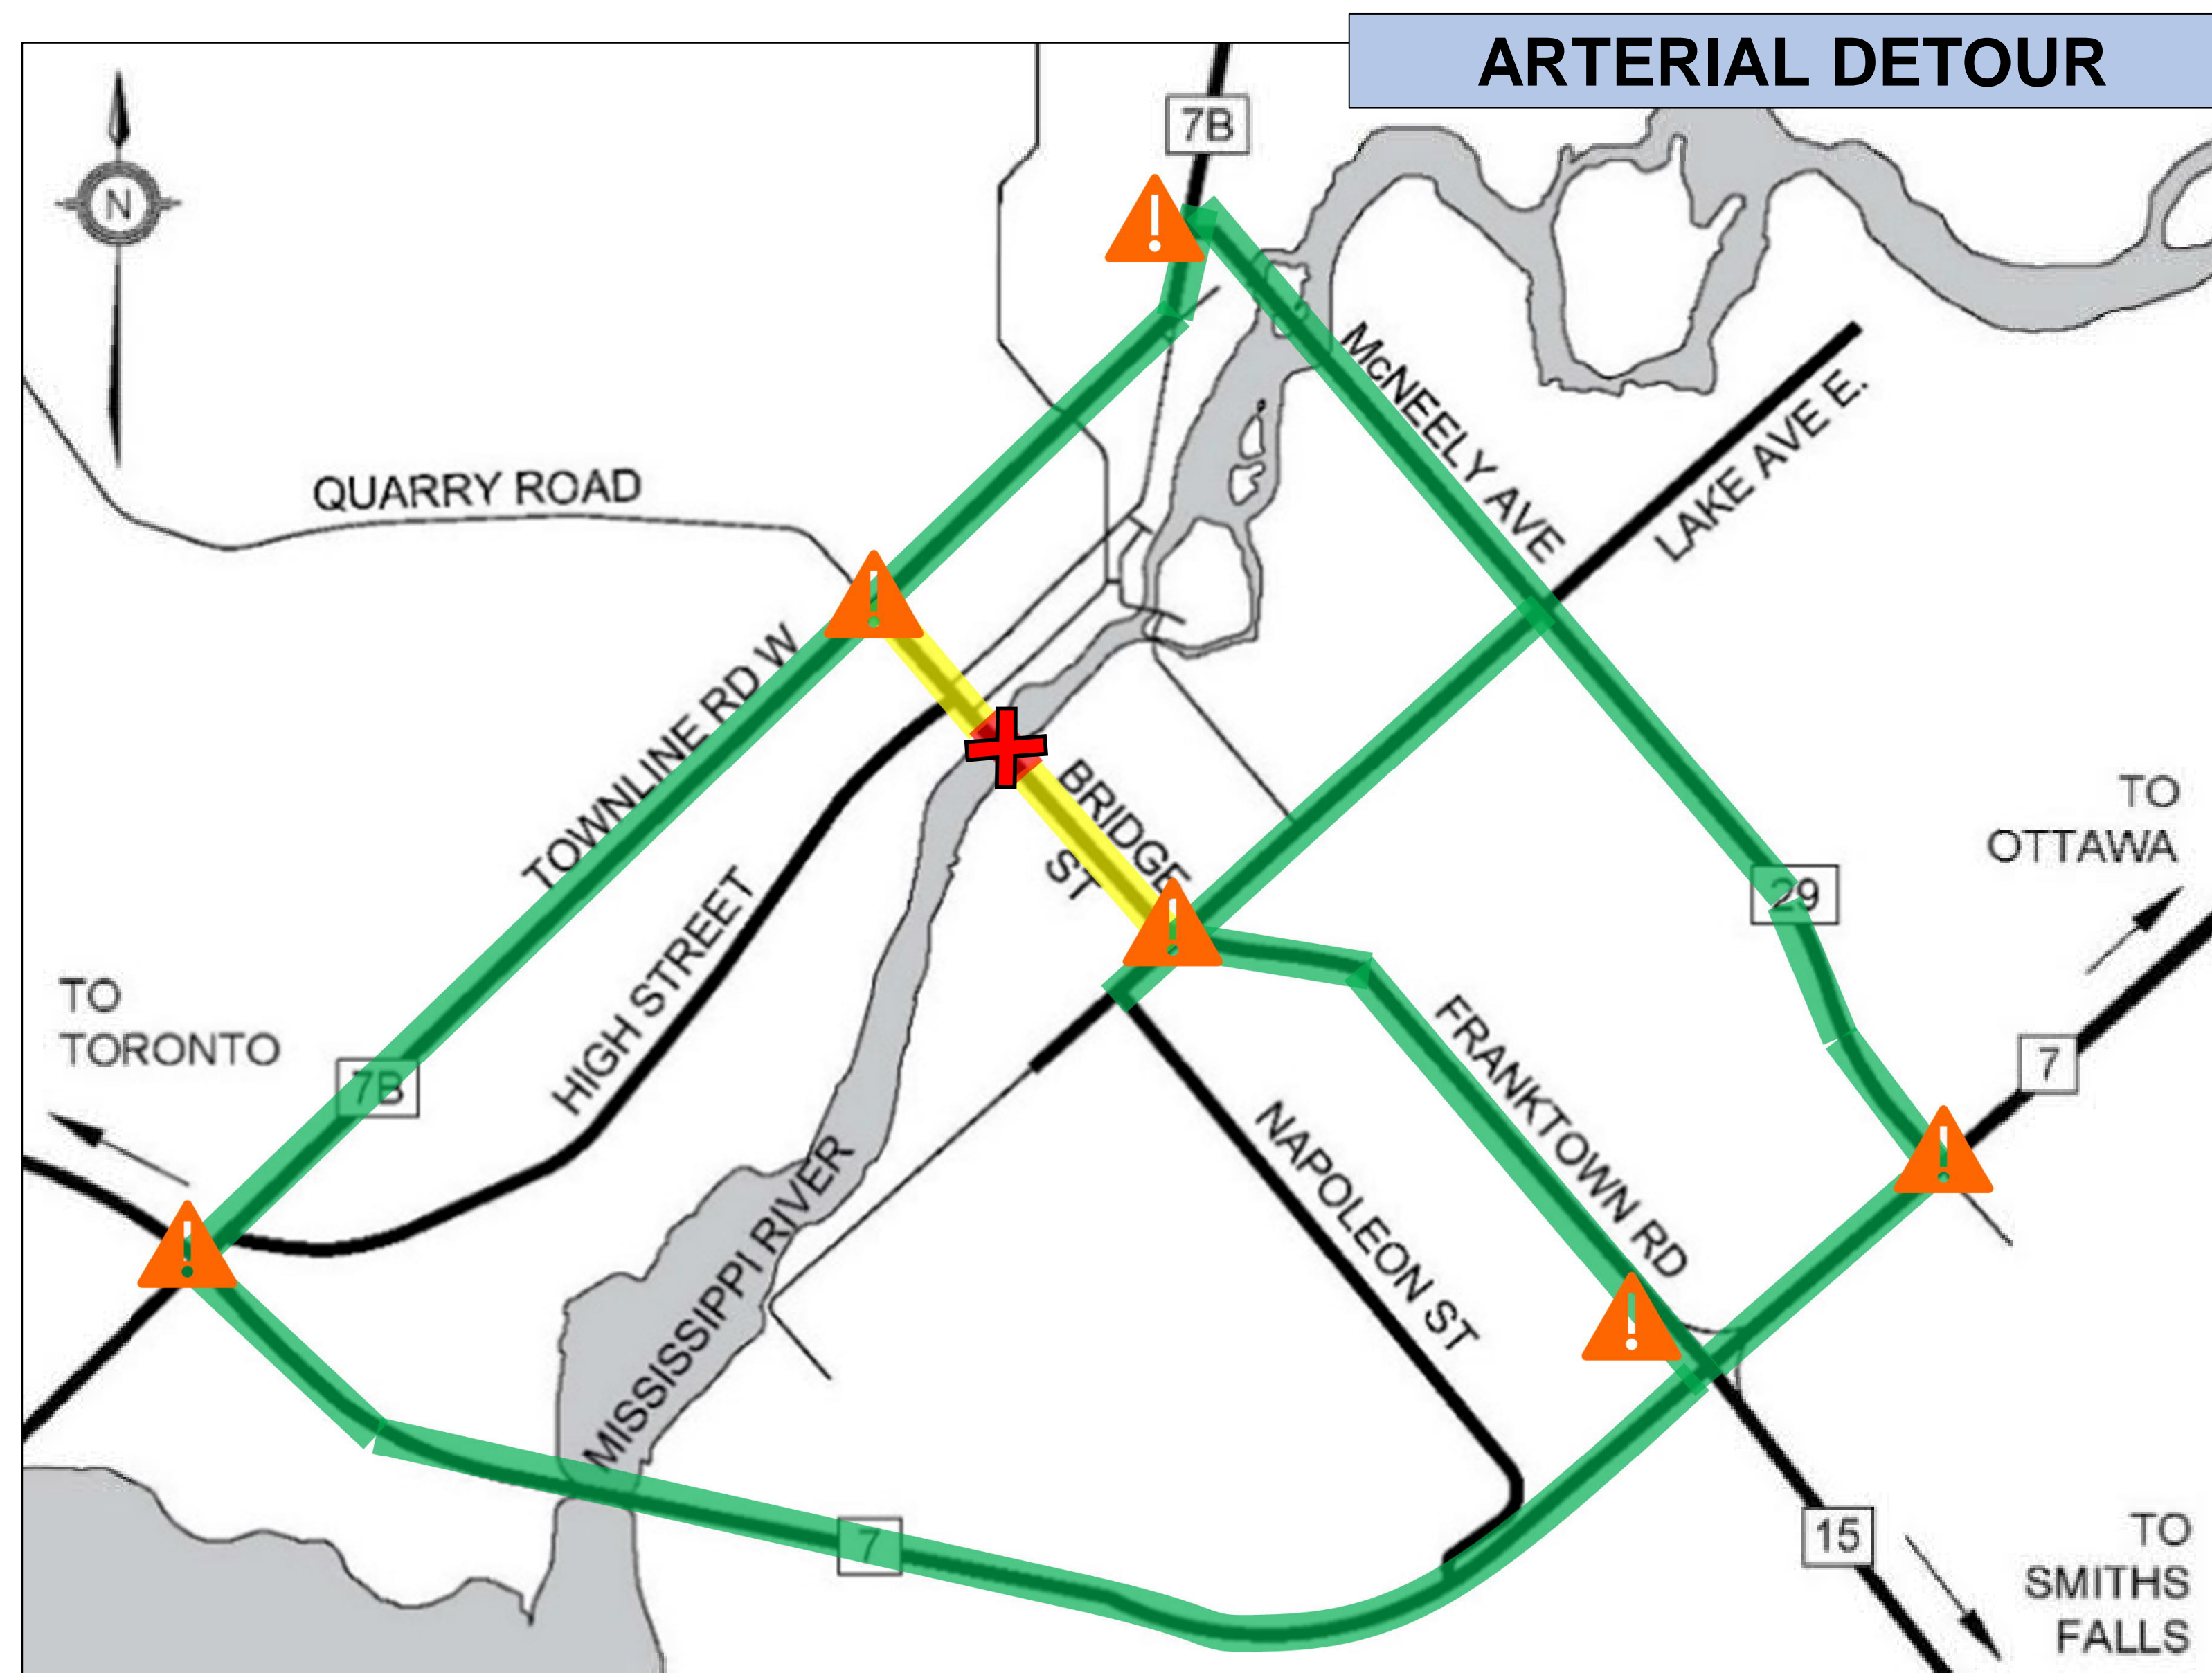 ARTERIAL DETOUR
7B
N
McNEELY AVE
LAKE AVE E.
QUARRY ROAD
TOWNLINE RD W
BRIDGE
ST
TO
OTTAWA
29
HIGH STREET
TO
TORONTO
7B
FRANKTOWN RD
7
NAPOLEON ST
MISSISSIPPI RIVER
7
15
TO
SMITHS
FALLS